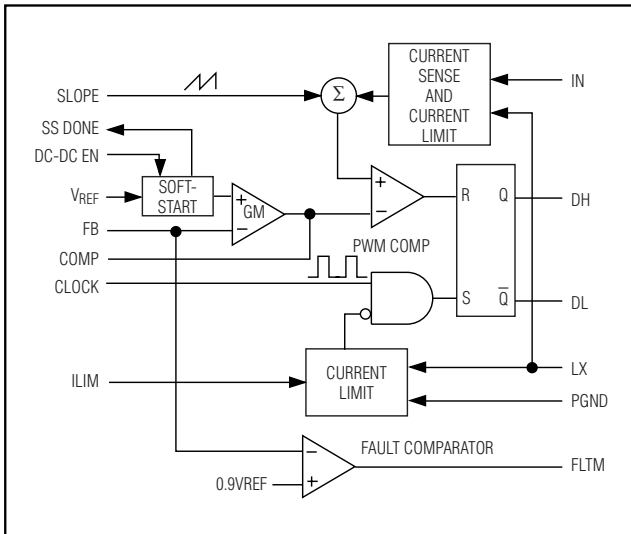 SLOPE
SS DONE
DC-DC EN
VREF
FB
COMP
CLOCK
ILIM
SOFT-
START
+
GM
−
Σ
CURRENT
SENSE
AND
CURRENT
LIMIT
+
−
PWM COMP
R Q
S Q̅
CURRENT
LIMIT
−
+
FAULT COMPARATOR
0.9VREF
IN
DH
DL
LX
PGND
FLTM